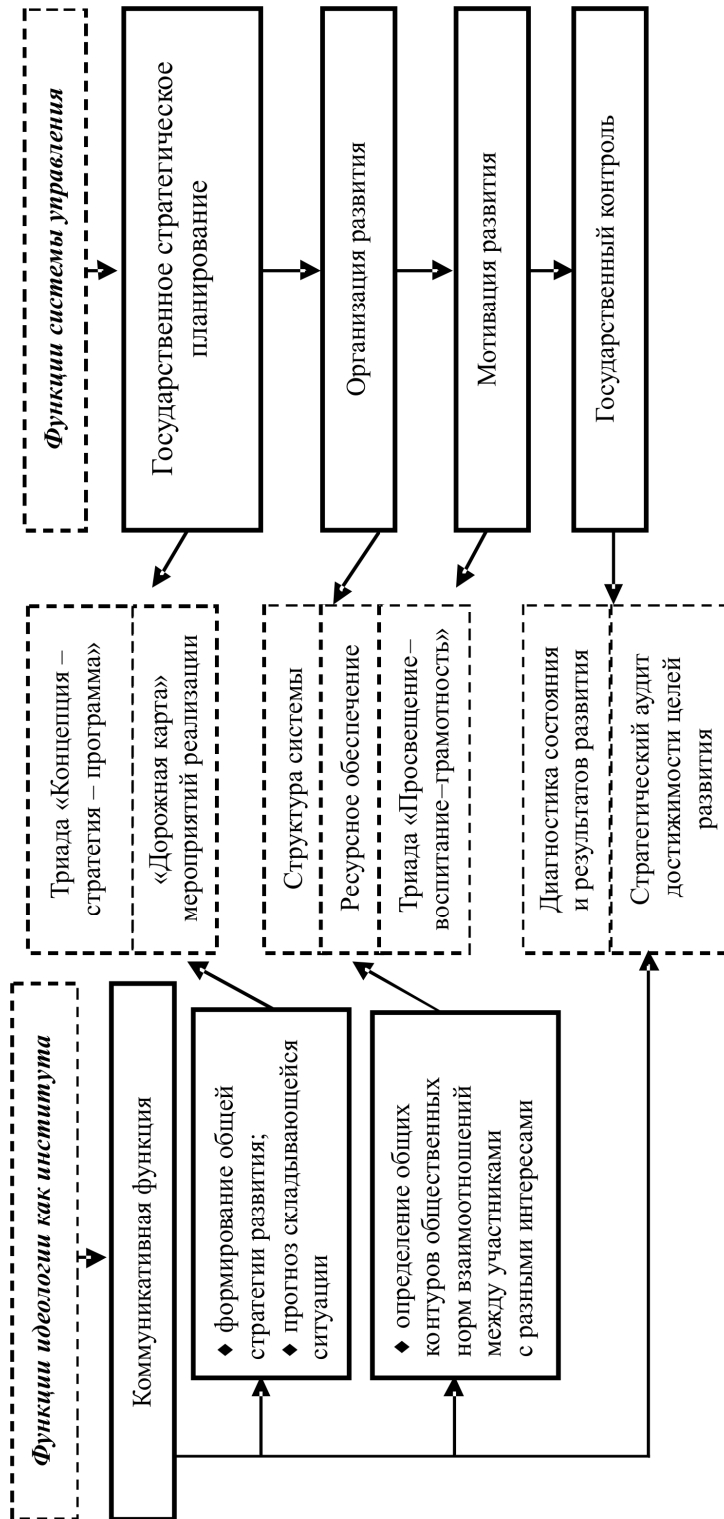 Функции идеологии как института
Коммуникативная функция
♦ формирование общей
стратегии развития;
♦ прогноз складывающейся
ситуации
♦ определение общих
контуров общественных
норм взаимоотношений
между участниками
с разными интересами
Триада «Концепция –
стратегия – программа»
«Дорожная карта»
мероприятий реализации
Структура системы
Ресурсное обеспечение
Триада «Просвещение–
воспитание–грамотность»
Диагностика состояния
и результатов развития
Стратегический аудит
достижимости целей
развития
Функции системы управления
Государственное стратегическое
планирование
Организация развития
Мотивация развития
Государственный контроль